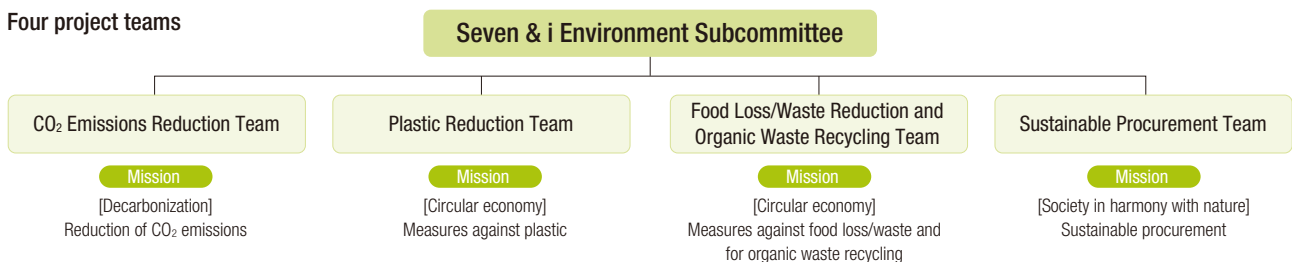 Four project teams
Seven & i Environment Subcommittee
CO₂ Emissions Reduction Team
Mission
[Decarbonization]
Reduction of CO₂ emissions
Plastic Reduction Team
Mission
[Circular economy]
Measures against plastic
Food Loss/Waste Reduction and
Organic Waste Recycling Team
Mission
[Circular economy]
Measures against food loss/waste and
for organic waste recycling
Sustainable Procurement Team
Mission
[Society in harmony with nature]
Sustainable procurement